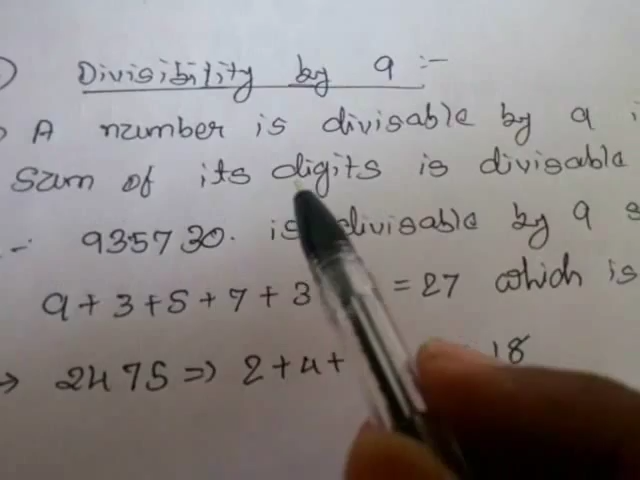 Divisibility by 9 :-
A number is divisable by 9
Sum of its digits is divisable
:- 935730. is divisable by 9
9 + 3 + 5 + 7 + 3 = 27 which is
→ 2475 => 2 + 4 + 18